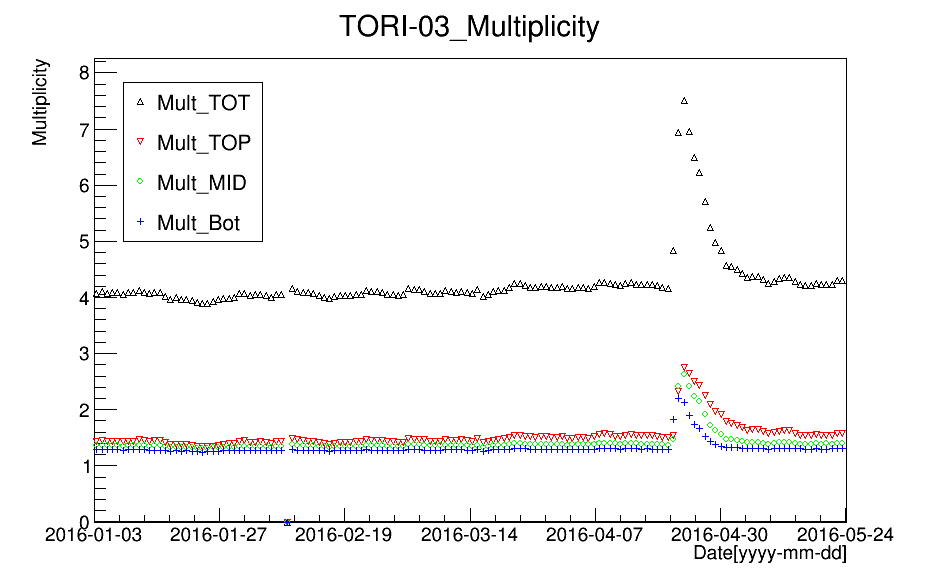 TORI-03_Multiplicity
Multiplicity
8
7
6
5
4
3
2
1
0
Mult_TOT
Mult_TOP
Mult_MID
Mult_Bot
2016-01-03 2016-01-27 2016-02-19 2016-03-14 2016-04-07 2016-04-30 2016-05-24
Date[yyyy-mm-dd]